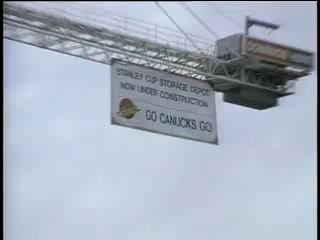 STANLEY CUP STORAGE DEPOT
NOW UNDER CONSTRUCTION
GO CANUCKS GO!